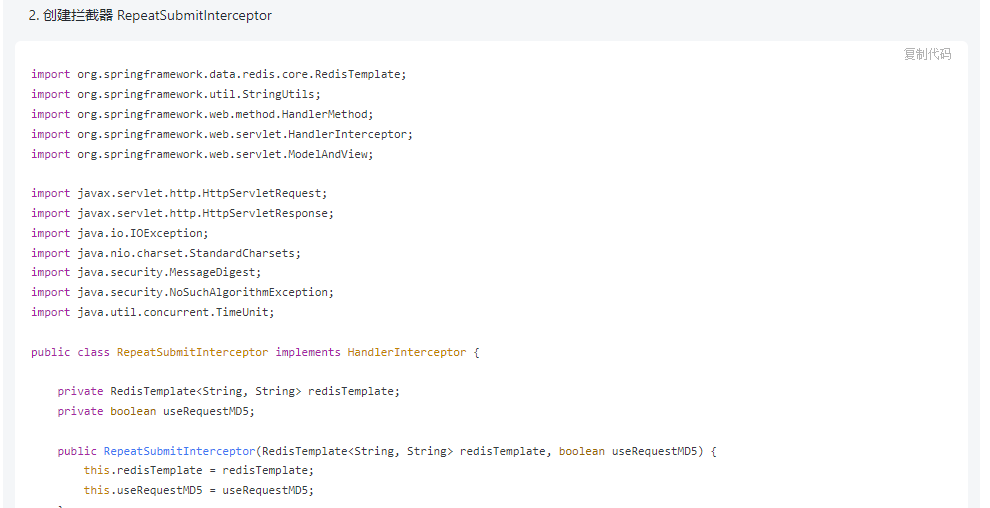 2. 创建拦截器 RepeatSubmitInterceptor
复制代码
import org.springframework.data.redis.core.RedisTemplate;
import org.springframework.util.StringUtils;
import org.springframework.web.method.HandlerMethod;
import org.springframework.web.servlet.HandlerInterceptor;
import org.springframework.web.servlet.ModelAndView;

import javax.servlet.http.HttpServletRequest;
import javax.servlet.http.HttpServletResponse;
import java.io.IOException;
import java.nio.charset.StandardCharsets;
import java.security.MessageDigest;
import java.security.NoSuchAlgorithmException;
import java.util.concurrent.TimeUnit;

public class RepeatSubmitInterceptor implements HandlerInterceptor {

    private RedisTemplate<String, String> redisTemplate;
    private boolean useRequestMD5;

    public RepeatSubmitInterceptor(RedisTemplate<String, String> redisTemplate, boolean useRequestMD5) {
        this.redisTemplate = redisTemplate;
        this.useRequestMD5 = useRequestMD5;